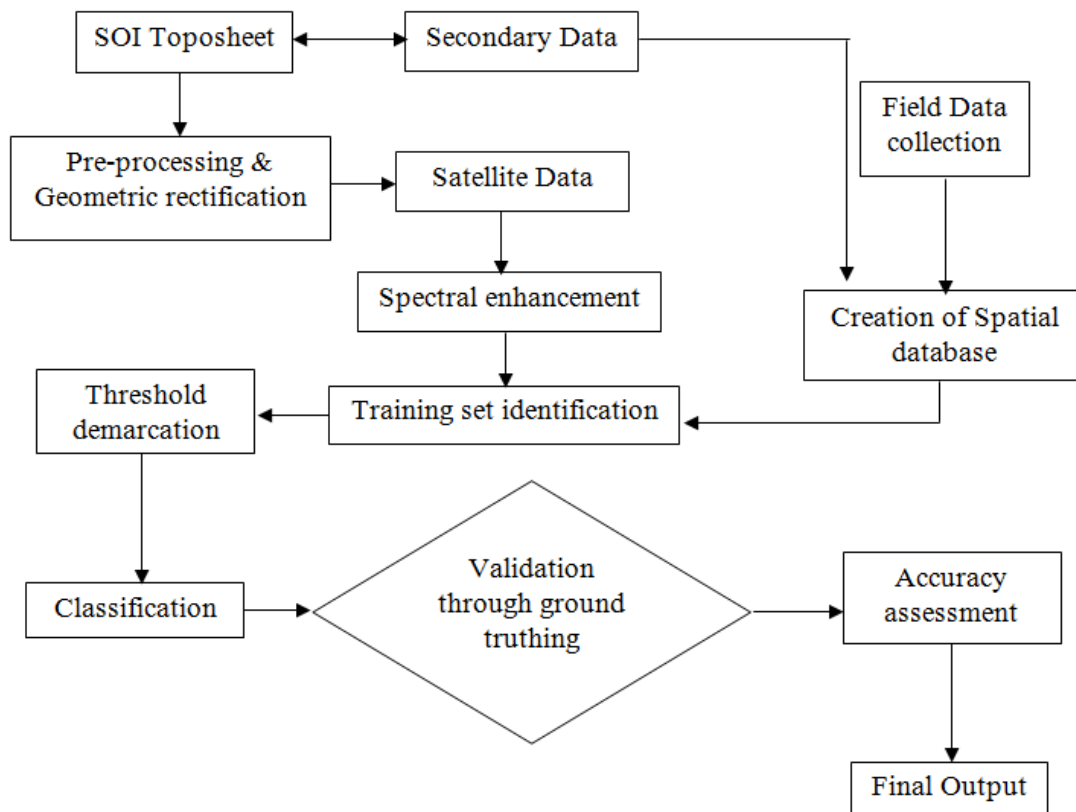 SOI Toposheet
Secondary Data
Field Data
collection
Pre-processing &
Geometric rectification
Satellite Data
Spectral enhancement
Creation of Spatial
database
Threshold
demarcation
Training set identification
Validation
through ground
truthing
Classification
Accuracy
assessment
Final Output